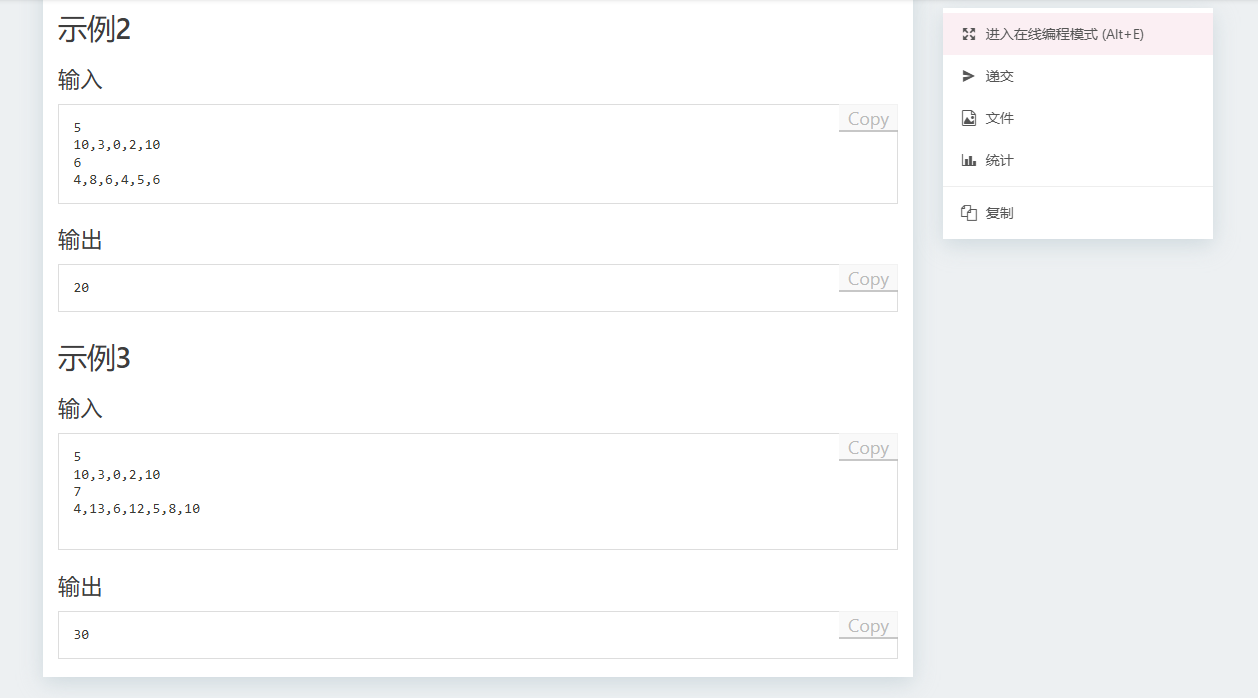 示例2
输入
Copy
5
10,3,0,2,10
6
4,8,6,4,5,6
输出
Copy
20
示例3
输入
Copy
5
10,3,0,2,10
7
4,13,6,12,5,8,10
输出
Copy
30
进入在线编程模式 (Alt+E)
递交
文件
统计
复制